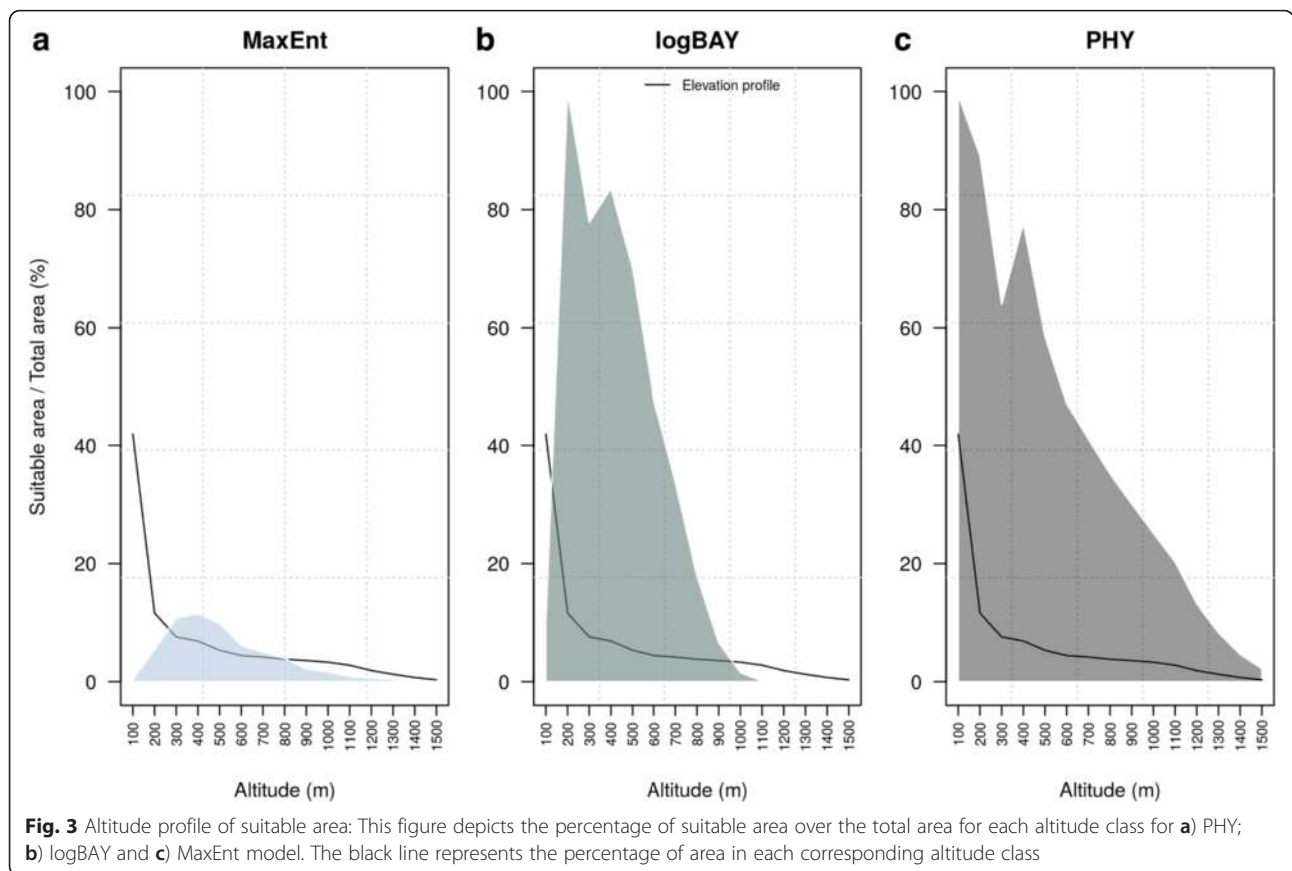 a MaxEnt
b logBAY
c PHY
Elevation profile
Suitable area / Total area (%)
100
80
60
40
20
0
100 200 300 400 500 600 700 800 900 1000 1100 1200 1300 1400 1500
Altitude (m)
100
80
60
40
20
0
100 200 300 400 500 600 700 800 900 1000 1100 1200 1300 1400 1500
Altitude (m)
100
80
60
40
20
0
100 200 300 400 500 600 700 800 900 1000 1100 1200 1300 1400 1500
Altitude (m)
Fig. 3 Altitude profile of suitable area: This figure depicts the percentage of suitable area over the total area for each altitude class for a) PHY;
b) logBAY and c) MaxEnt model. The black line represents the percentage of area in each corresponding altitude class